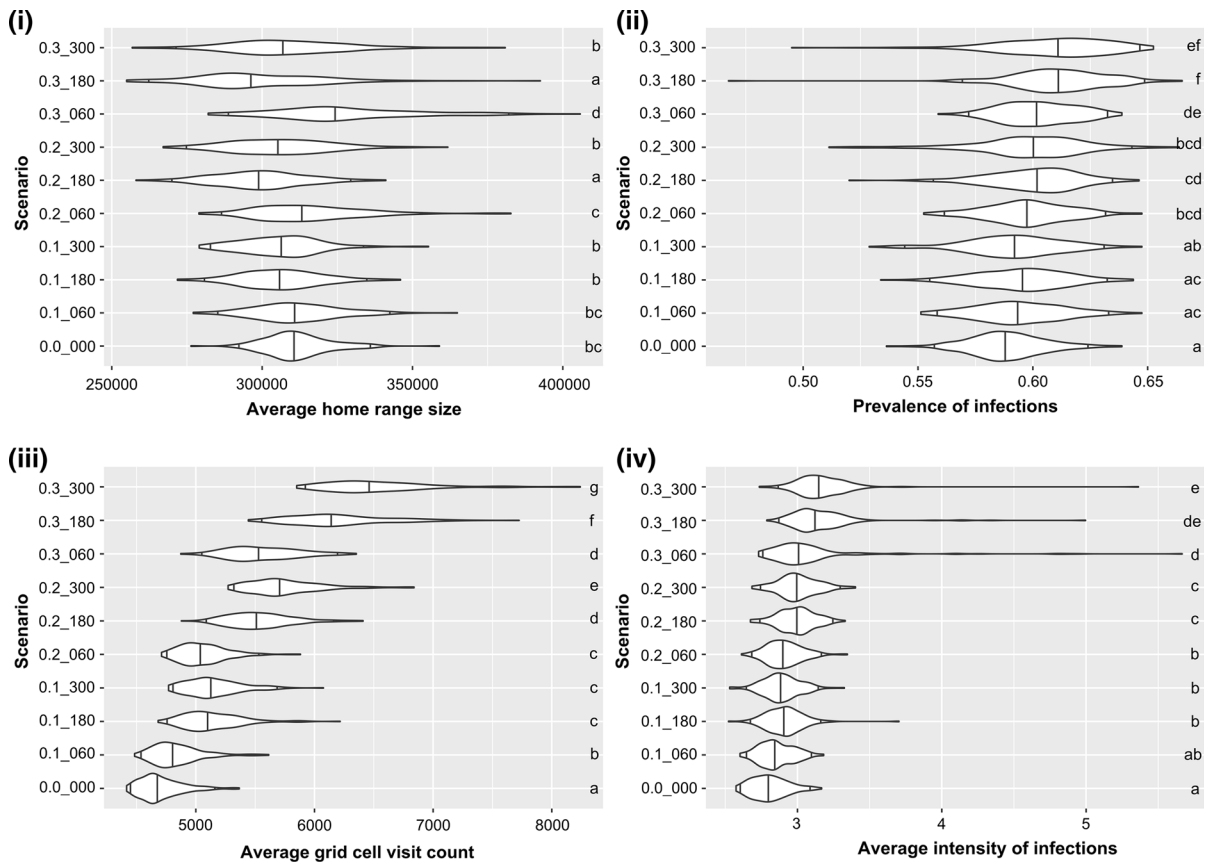 (i)
Scenario
0.3_300 b
0.3_180 a
0.3_060 d
0.2_300 b
0.2_180 a
0.2_060 c
0.1_300 b
0.1_180 b
0.1_060 bc
0.0_000 bc
250000 300000 350000 400000
Average home range size
(ii)
Scenario
0.3_300 ef
0.3_180 f
0.3_060 de
0.2_300 bcd
0.2_180 cd
0.2_060 bcd
0.1_300 ab
0.1_180 ac
0.1_060 ac
0.0_000 a
0.50 0.55 0.60 0.65
Prevalence of infections
(iii)
Scenario
0.3_300 g
0.3_180 f
0.3_060 d
0.2_300 e
0.2_180 d
0.2_060 c
0.1_300 c
0.1_180 c
0.1_060 b
0.0_000 a
5000 6000 7000 8000
Average grid cell visit count
(iv)
Scenario
0.3_300 e
0.3_180 de
0.3_060 d
0.2_300 c
0.2_180 c
0.2_060 b
0.1_300 b
0.1_180 b
0.1_060 ab
0.0_000 a
3 4 5
Average intensity of infections